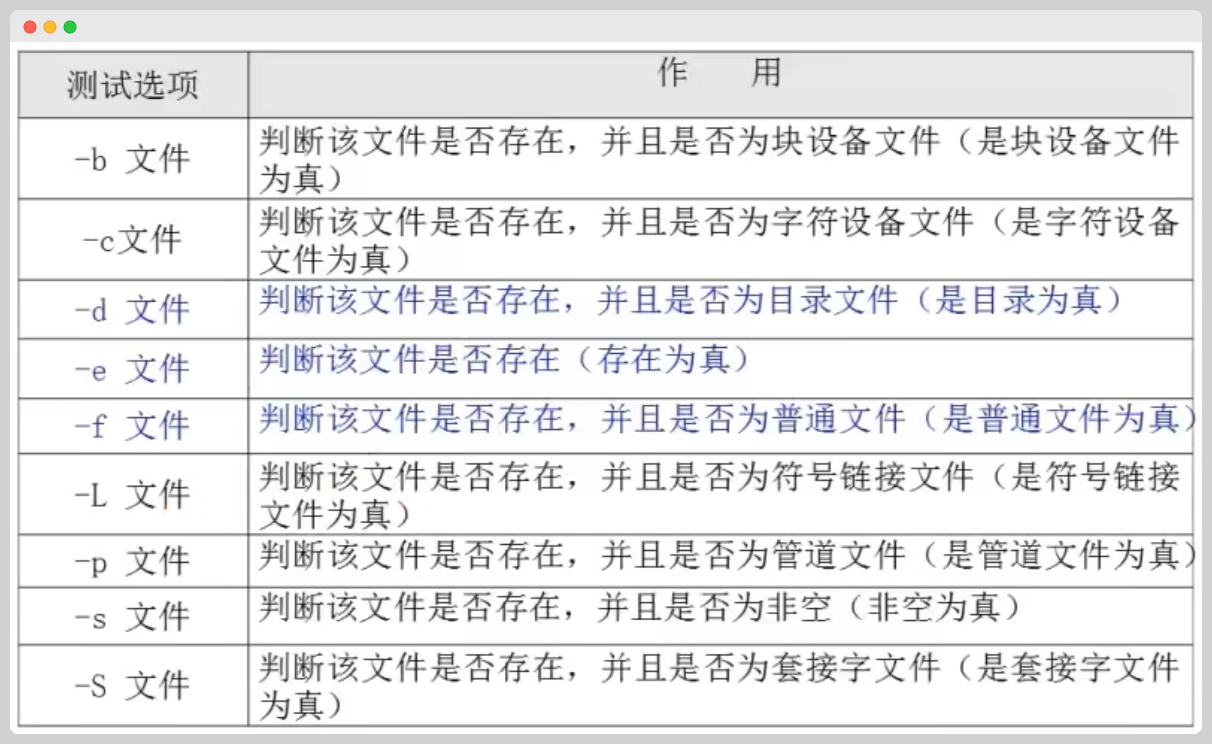 测试选项
作 用
-b 文件
判断该文件是否存在，并且是否为块设备文件（是块设备文件
为真）
-c文件
判断该文件是否存在，并且是否为字符设备文件（是字符设备
文件为真）
-d 文件
判断该文件是否存在，并且是否为目录文件（是目录为真）
-e 文件
判断该文件是否存在（存在为真）
-f 文件
判断该文件是否存在，并且是否为普通文件（是普通文件为真）
-L 文件
判断该文件是否存在，并且是否为符号链接文件（是符号链接
文件为真）
-p 文件
判断该文件是否存在，并且是否为管道文件（是管道文件为真）
-s 文件
判断该文件是否存在，并且是否为非空（非空为真）
-S 文件
判断该文件是否存在，并且是否为套接字文件（是套接字文件
为真）